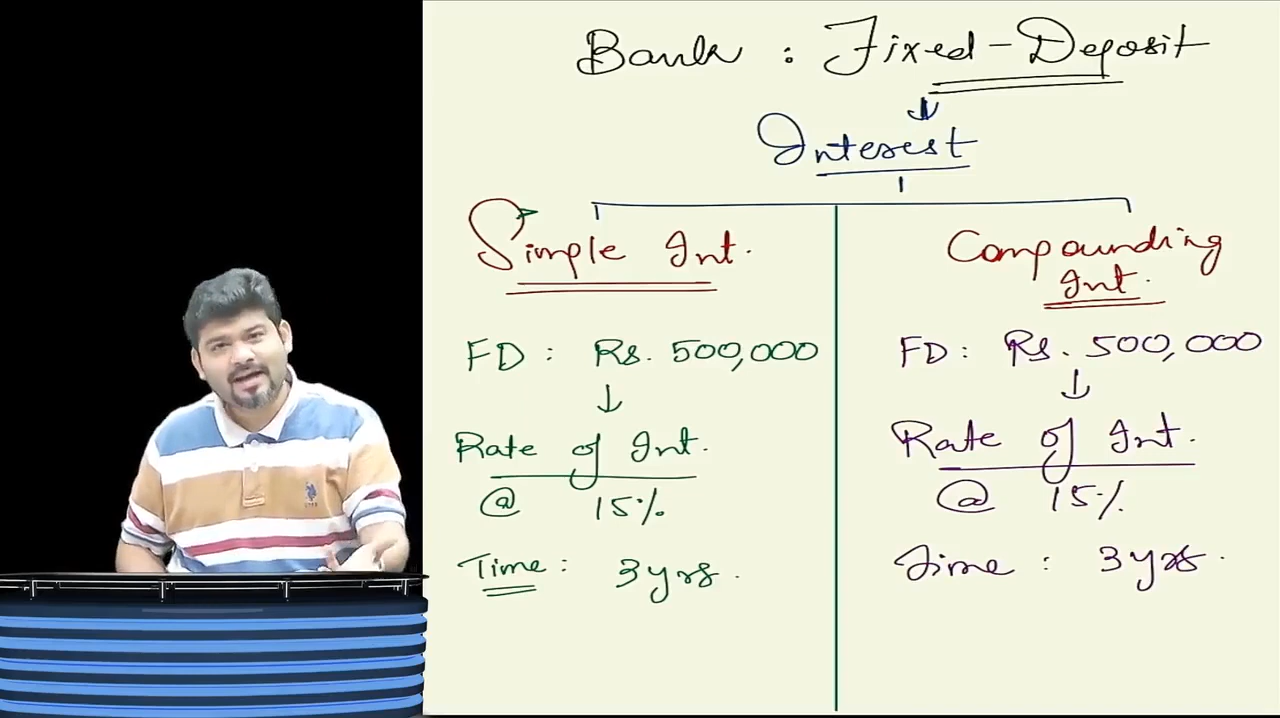 Bank : Fixed-Deposit
Interest
Simple Int.
FD : Rs. 500,000
Rate of Int.
@ 15%
Time : 3 yrs.
Compounding
Int.
FD : Rs. 500,000
Rate of Int.
@ 15%
Time : 3 yrs.